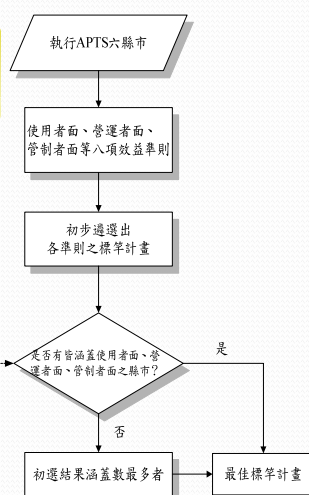 執行APTS六縣市
使用者面、營運者面、
管制者面等八項效益準則
初步遴選出
各準則之標竿計畫
是否有皆涵蓋使用者面、營
運者面、管制者面之縣市？
是
否
初選結果涵蓋數最多者
最佳標竿計畫